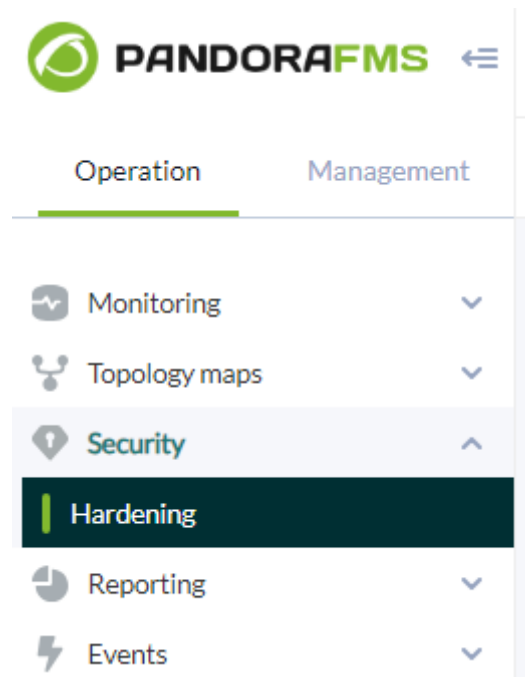 PANDORAFMS
Operation Management
Monitoring
Topology maps
Security
Hardening
Reporting
Events